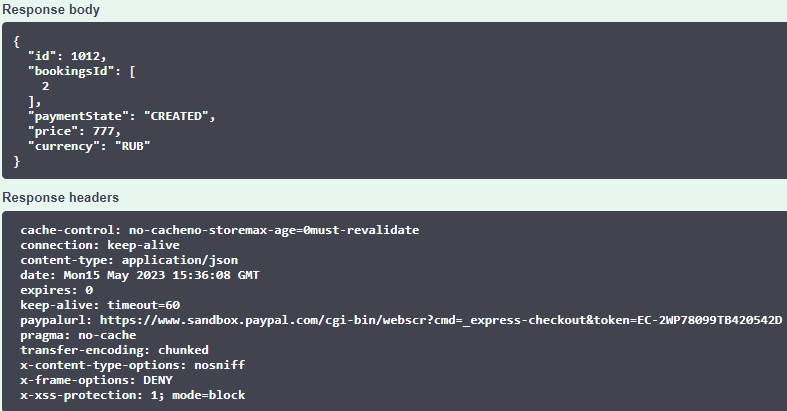 Response body
{
  "id": 1012,
  "bookingsId": [
    2
  ],
  "paymentState": "CREATED",
  "price": 777,
  "currency": "RUB"
}
Response headers
cache-control: no-cacheno-storemax-age=0must-revalidate
connection: keep-alive
content-type: application/json
date: Mon15 May 2023 15:36:08 GMT
expires: 0
keep-alive: timeout=60
paypalurl: https://www.sandbox.paypal.com/cgi-bin/webscr?cmd=_express-checkout&token=EC-2WP78099TB420542D
pragma: no-cache
transfer-encoding: chunked
x-content-type-options: nosniff
x-frame-options: DENY
x-xss-protection: 1; mode=block